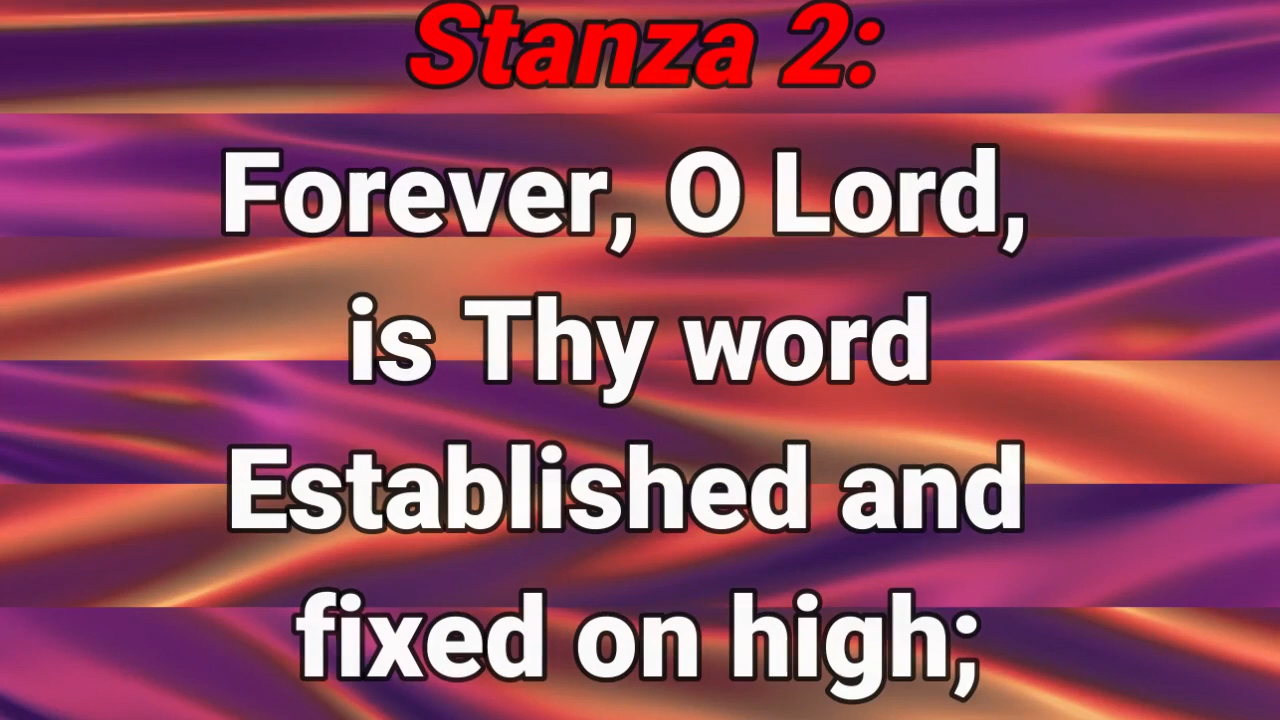 Stanza 2:
Forever, O Lord,
is Thy word
Established and
fixed on high;